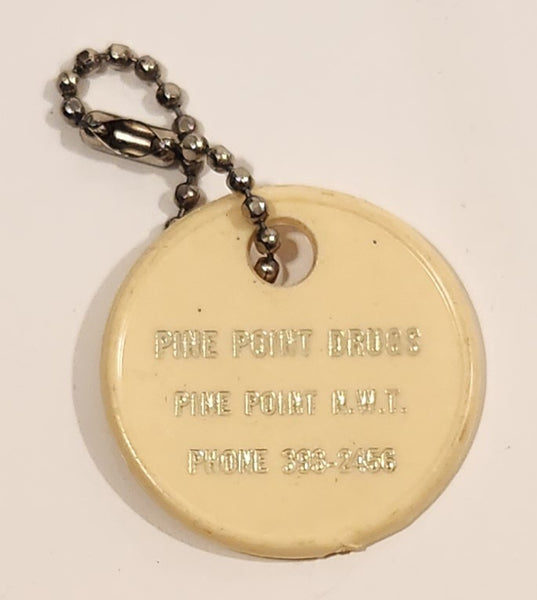 PINE POINT DRUGS
PINE POINT N.W.T.
PHONE 393-2456